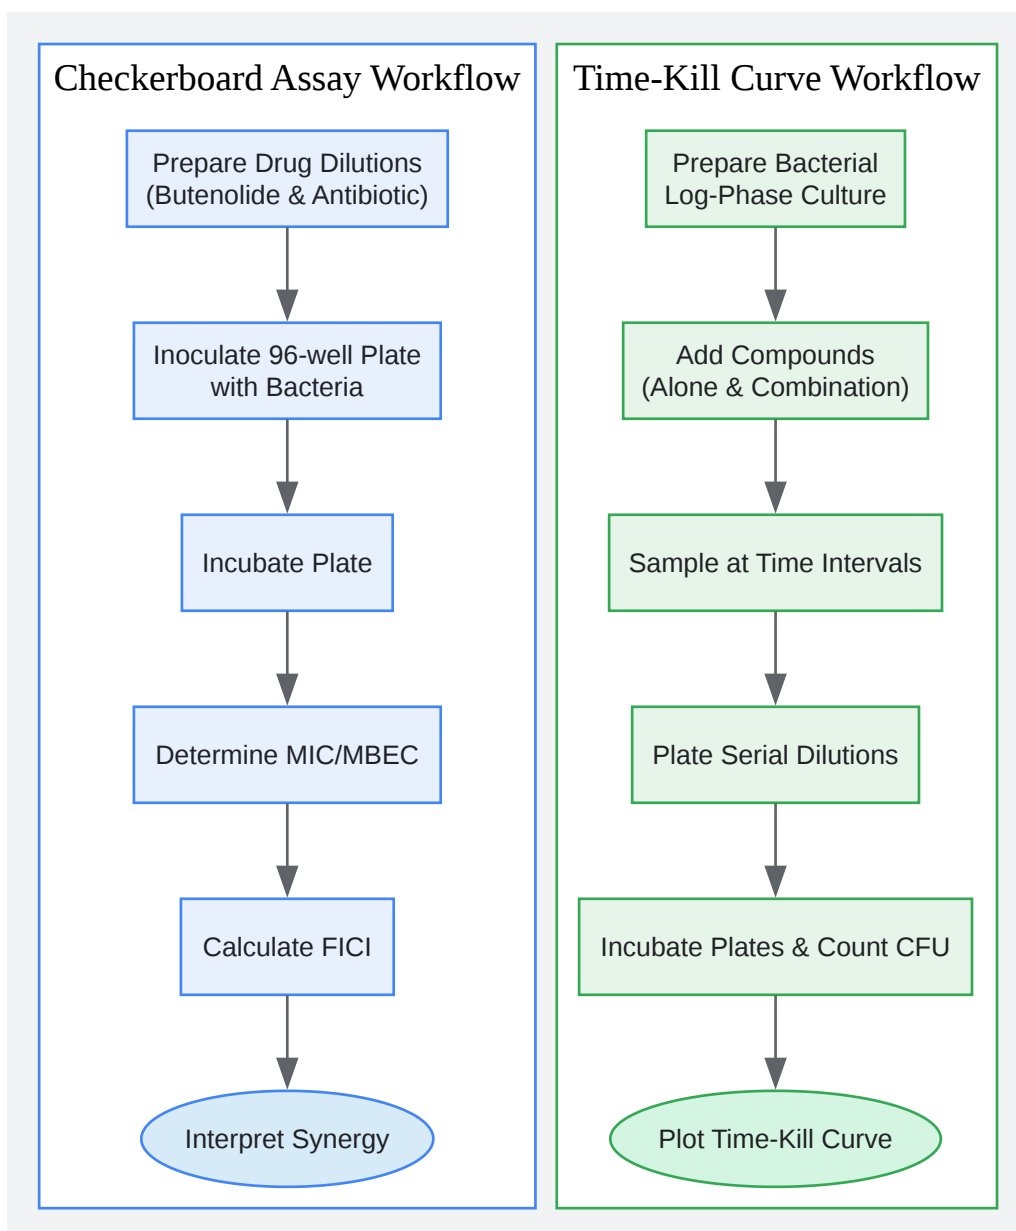 Checkerboard Assay Workflow
Prepare Drug Dilutions
(Butenolide & Antibiotic)
Inoculate 96-well Plate
with Bacteria
Incubate Plate
Determine MIC/MBEC
Calculate FICI
Interpret Synergy
Time-Kill Curve Workflow
Prepare Bacterial
Log-Phase Culture
Add Compounds
(Alone & Combination)
Sample at Time Intervals
Plate Serial Dilutions
Incubate Plates & Count CFU
Plot Time-Kill Curve